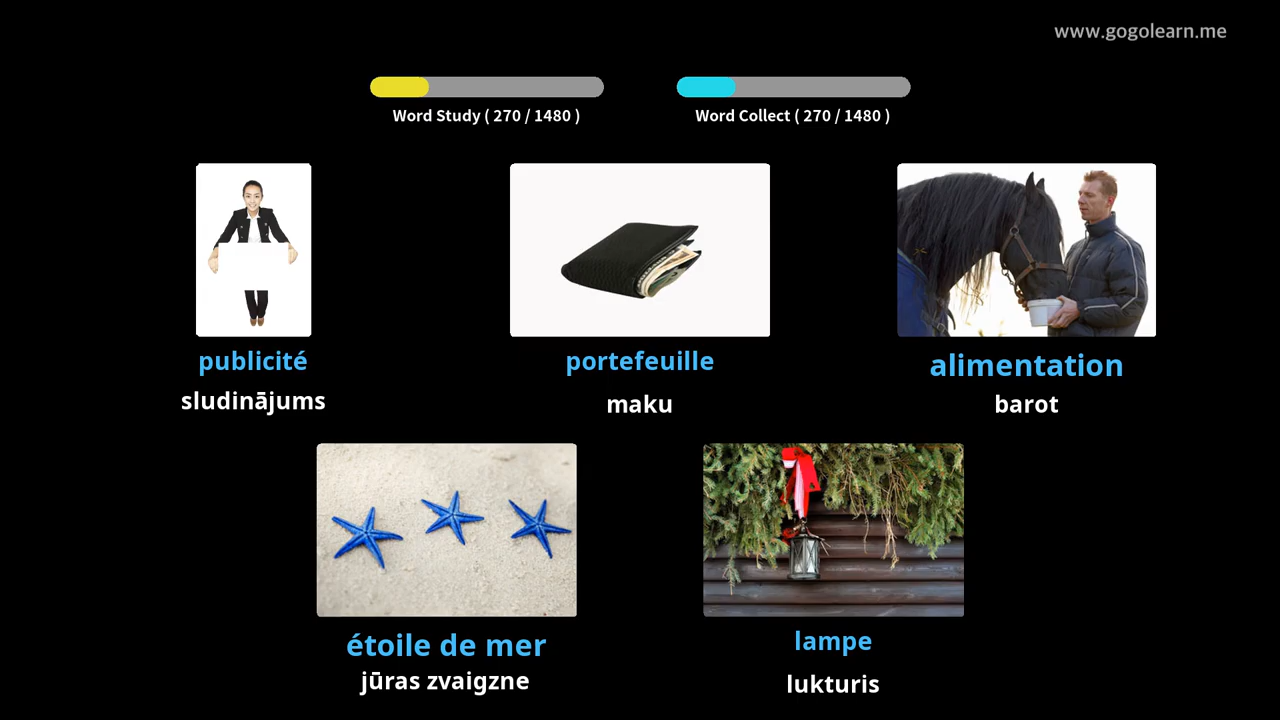 www.gogolearn.me
Word Study ( 270 / 1480 )
Word Collect ( 270 / 1480 )
publicité
sludinājums
portefeuille
maku
alimentation
barot
étoile de mer
jūras zvaigzne
lampe
lukturis